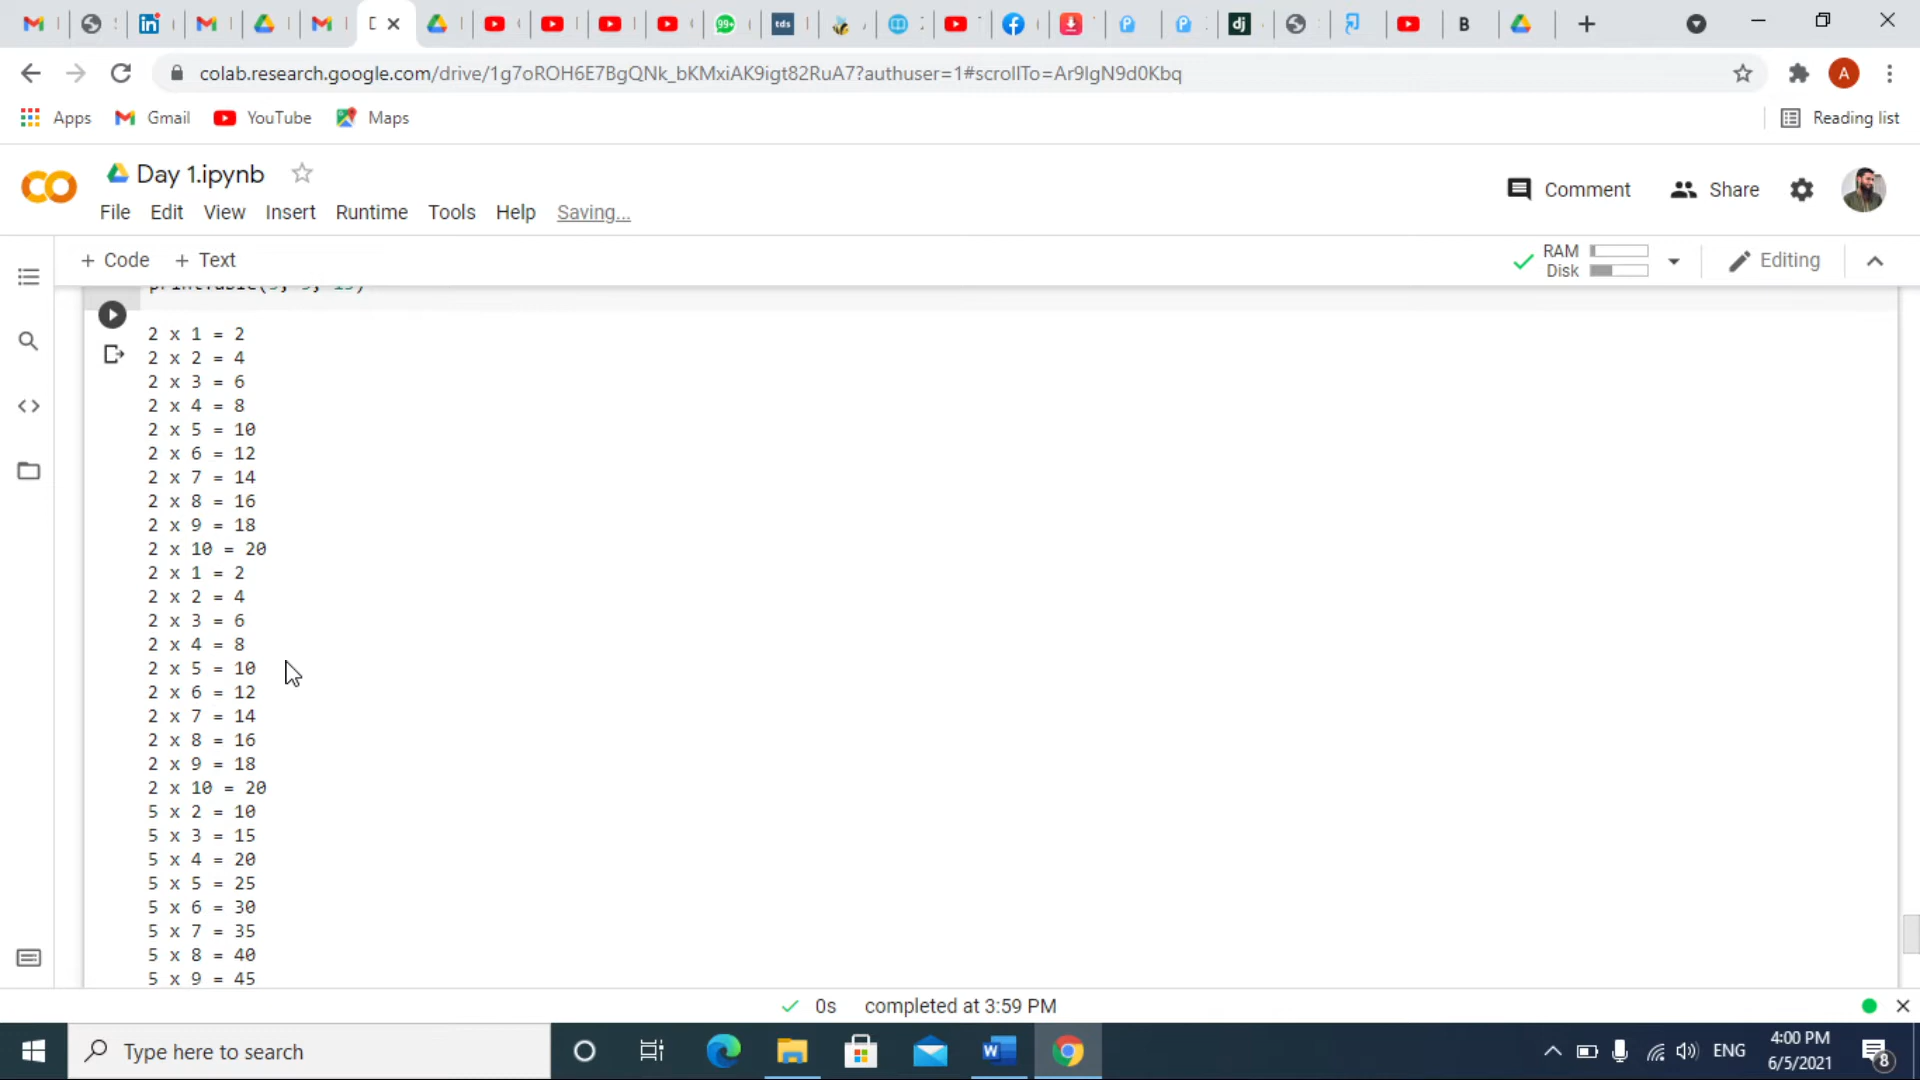 D
99+
tds
dj
B
colab.research.google.com/drive/1g7oROH6E7BgQNk_bKMxiAK9igt82RuA7?authuser=1#scrollTo=Ar9lgN9d0Kbq
A
Apps Gmail YouTube Maps Reading list
Day 1.ipynb
Comment Share
File Edit View Insert Runtime Tools Help Saving...
+ Code + Text
RAM
Disk
Editing
2 x 1 = 2
2 x 2 = 4
2 x 3 = 6
2 x 4 = 8
2 x 5 = 10
2 x 6 = 12
2 x 7 = 14
2 x 8 = 16
2 x 9 = 18
2 x 10 = 20
2 x 1 = 2
2 x 2 = 4
2 x 3 = 6
2 x 4 = 8
2 x 5 = 10
2 x 6 = 12
2 x 7 = 14
2 x 8 = 16
2 x 9 = 18
2 x 10 = 20
5 x 2 = 10
5 x 3 = 15
5 x 4 = 20
5 x 5 = 25
5 x 6 = 30
5 x 7 = 35
5 x 8 = 40
5 x 9 = 45
0s completed at 3:59 PM
Type here to search
ENG
4:00 PM
6/5/2021
8